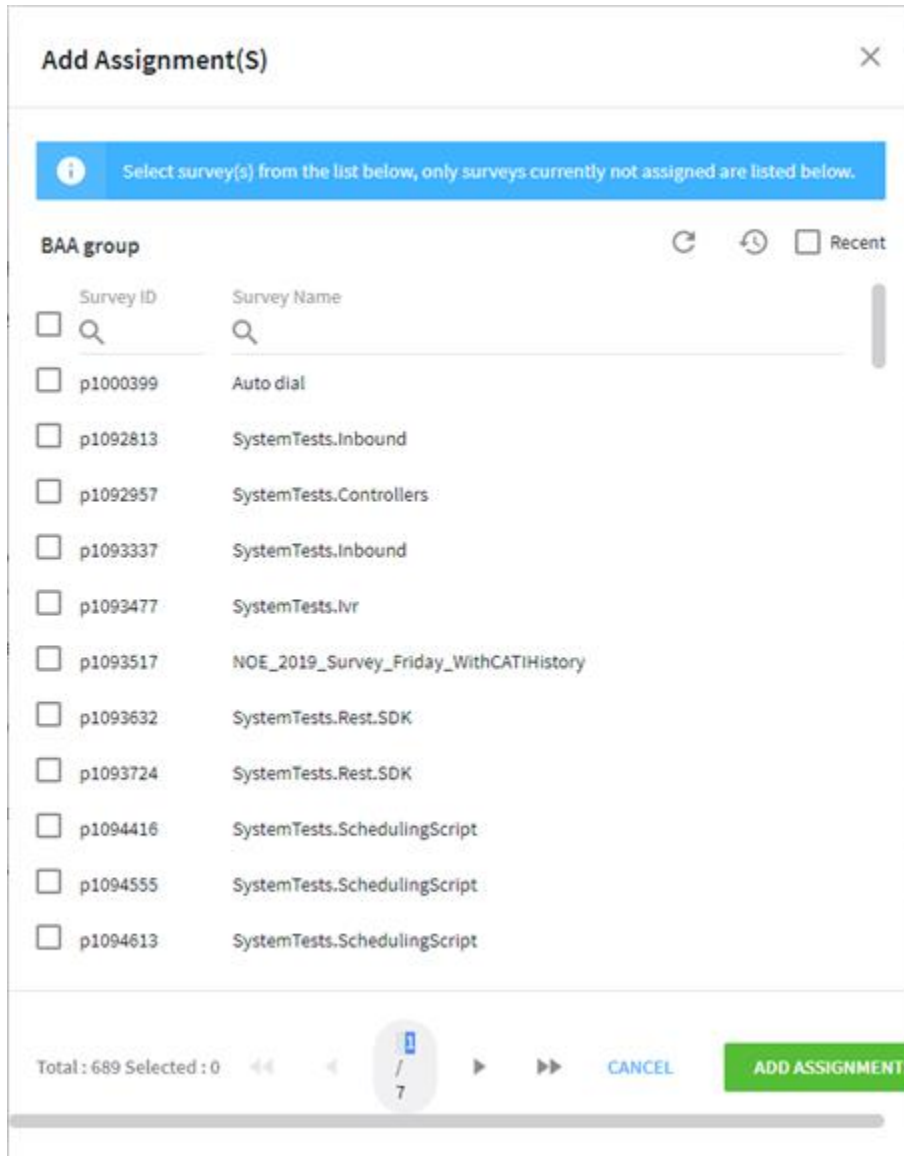 Add Assignment(S)
Select survey(s) from the list below, only surveys currently not assigned are listed below.
BAA group
Recent
Survey ID Survey Name
p1000399 Auto dial
p1092813 SystemTests.Inbound
p1092957 SystemTests.Controllers
p1093337 SystemTests.Inbound
p1093477 SystemTests.Ivr
p1093517 NOE_2019_Survey_Friday_WithCATIHistory
p1093632 SystemTests.Rest.SDK
p1093724 SystemTests.Rest.SDK
p1094416 SystemTests.SchedulingScript
p1094555 SystemTests.SchedulingScript
p1094613 SystemTests.SchedulingScript
Total : 689 Selected : 0
1
/
7
CANCEL
ADD ASSIGNMENT